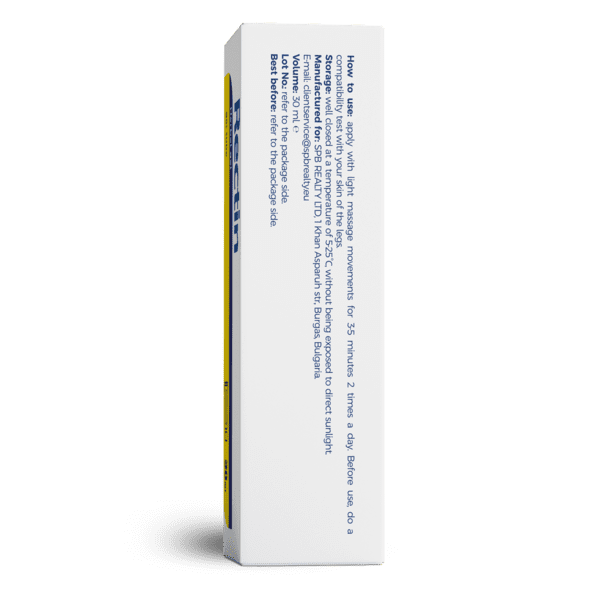 How to use: apply with light massage movements for 3-5 minutes 2 times a day. Before use, do a
compatibility test with your skin of the legs.
Storage: well closed at a temperature of 5-25°C, without being exposed to direct sunlight.
Manufactured for: SPB REALTY LTD, 1 Khan Asparuh str., Burgas, Bulgaria.
E-mail: clientservice@spbrealty.eu
Volume: 30 mL ℮
Lot No.: refer to the package side.
Best before: refer to the package side.